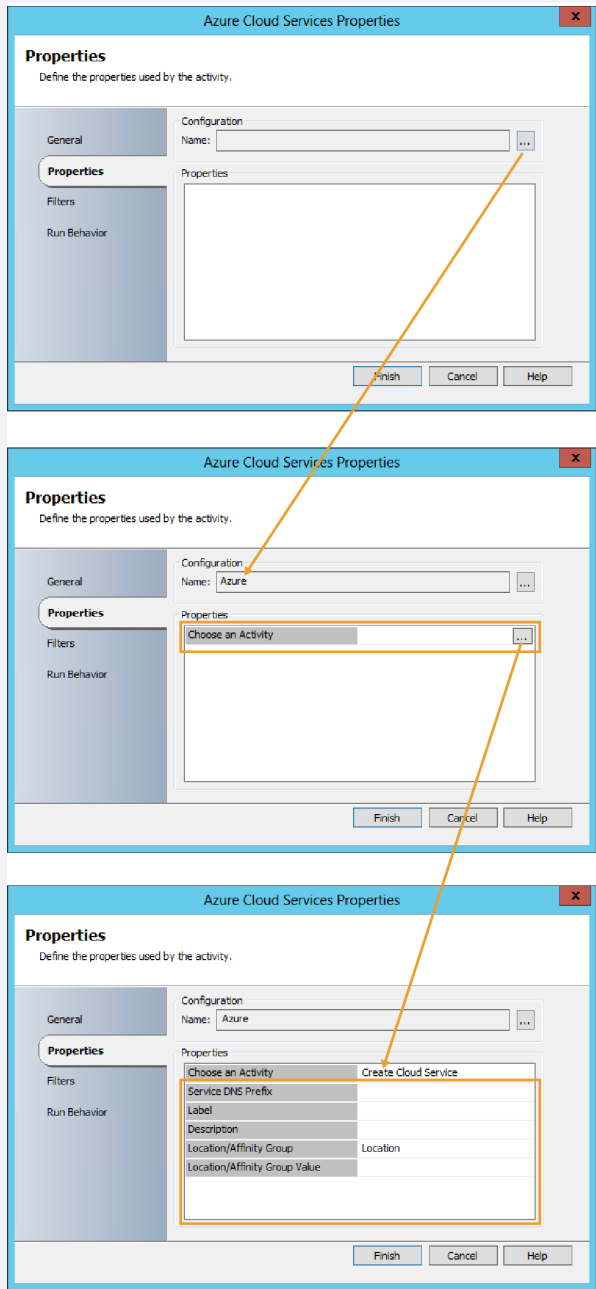 Azure Cloud Services Properties
x
Properties
Define the properties used by the activity.
General
Properties
Filters
Run Behavior
Configuration
Name:
...
Properties
Finish
Cancel
Help
Azure Cloud Services Properties
x
Properties
Define the properties used by the activity.
General
Properties
Filters
Run Behavior
Configuration
Name: Azure
...
Properties
Choose an Activity
...
Finish
Cancel
Help
Azure Cloud Services Properties
x
Properties
Define the properties used by the activity.
General
Properties
Filters
Run Behavior
Configuration
Name: Azure
...
Properties
Choose an Activity Create Cloud Service
Service DNS Prefix
Label
Description
Location/Affinity Group Location
Location/Affinity Group Value
Finish
Cancel
Help